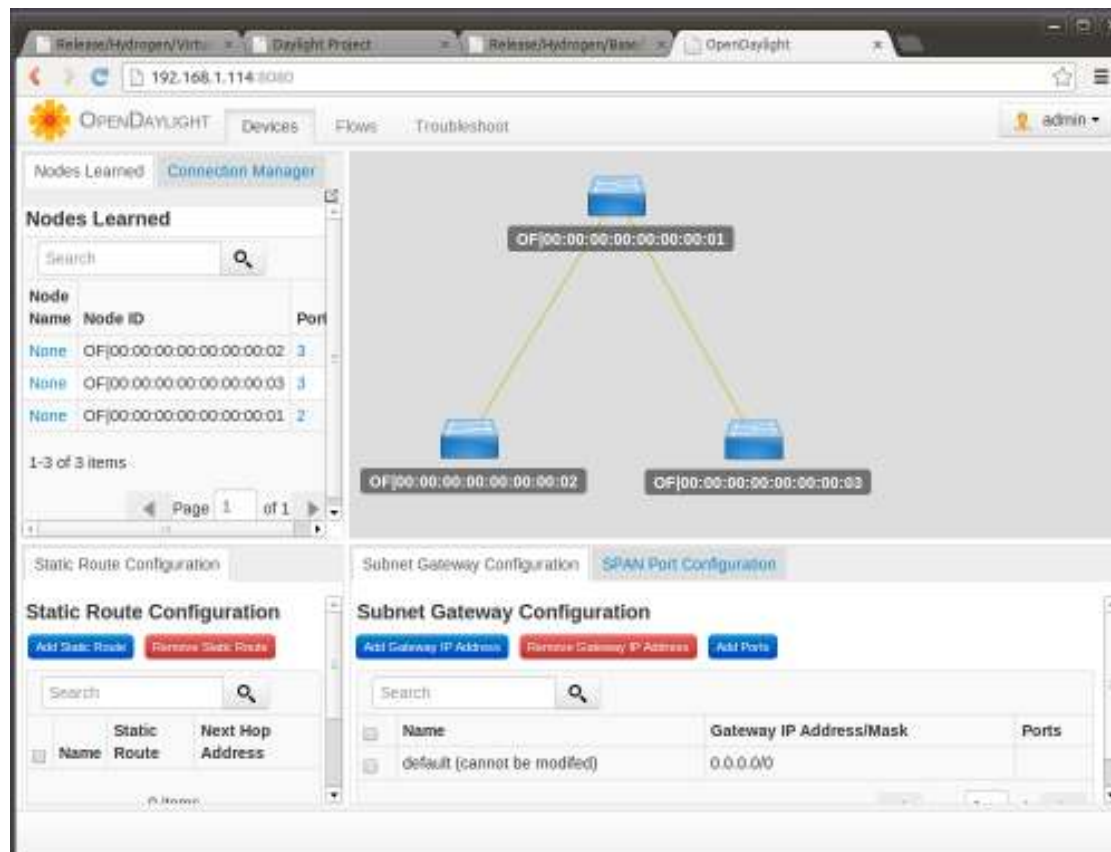 Release/Hydrogen/Virtu
Daylight Project
Release/Hydrogen/Base/
OpenDaylight
192.168.1.114:8080
OPENDAYLIGHT
Devices
Flows
Troubleshoot
admin
Nodes Learned
Connection Manager
Nodes Learned
Search
Node Name
Node ID
Port
None OF|00:00:00:00:00:00:00:02 3
None OF|00:00:00:00:00:00:00:03 3
None OF|00:00:00:00:00:00:00:01 2
1-3 of 3 items
Page 1 of 1
OF|00:00:00:00:00:00:00:01
OF|00:00:00:00:00:00:00:02
OF|00:00:00:00:00:00:00:03
Static Route Configuration
Static Route Configuration
Add Static Route
Remove Static Route
Search
Name
Static Route
Next Hop Address
0 items
Subnet Gateway Configuration
SPAN Port Configuration
Subnet Gateway Configuration
Add Gateway IP Address
Remove Gateway IP Address
Add Ports
Search
Name
Gateway IP Address/Mask
Ports
default (cannot be modifed)
0.0.0.0/0